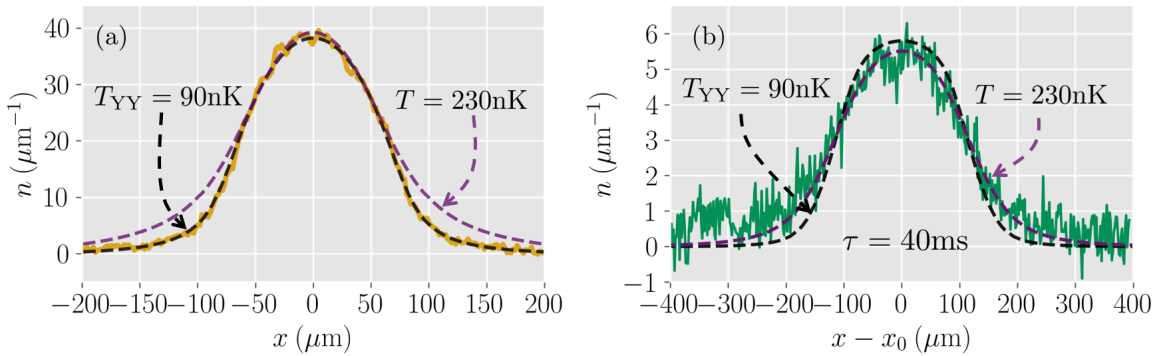 (a)
T_YY = 90nK
T = 230nK
n (μm⁻¹)
40
30
20
10
0
−200 −150 −100 −50 0 50 100 150 200
x (μm)
(b)
T_YY = 90nK
T = 230nK
τ = 40ms
n (μm⁻¹)
6
5
4
3
2
1
0
−1
−400 −300 −200 −100 0 100 200 300 400
x − x₀ (μm)